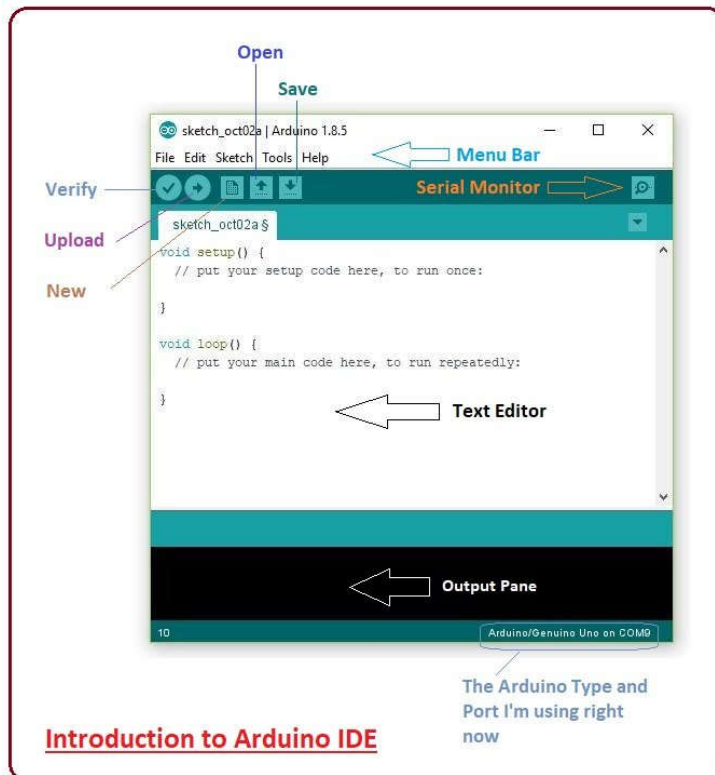 Open
Save
sketch_oct02a | Arduino 1.8.5
File Edit Sketch Tools Help
Menu Bar
Verify
Serial Monitor
sketch_oct02a §
Upload
void setup() {
// put your setup code here, to run once:
New
}
void loop() {
// put your main code here, to run repeatedly:
}
Text Editor
Output Pane
10
Arduino/Genuino Uno on COM9
The Arduino Type and
Port I'm using right
now
Introduction to Arduino IDE